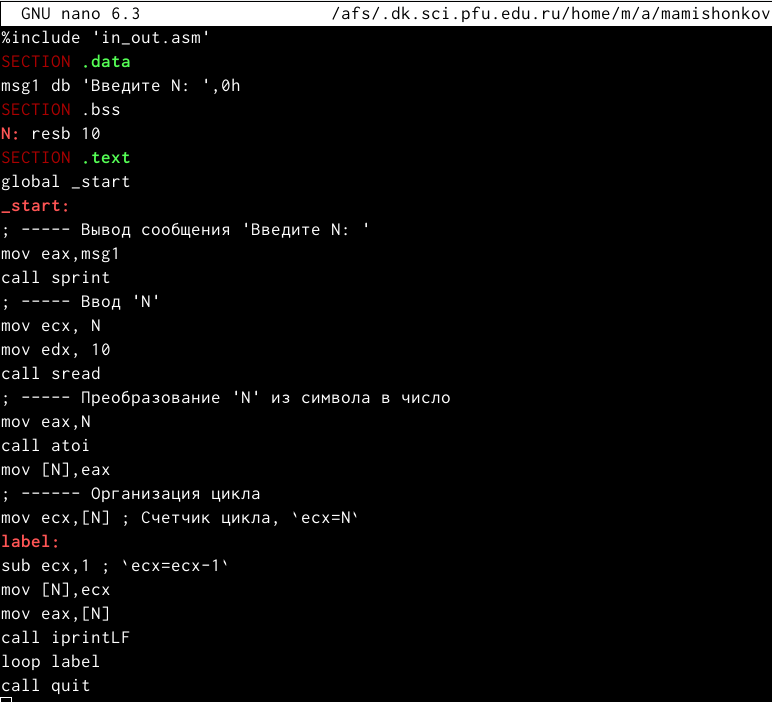 GNU nano 6.3 /afs/.dk.sci.pfu.edu.ru/home/m/a/mamishonkov
%include 'in_out.asm'
SECTION .data
msg1 db 'Введите N: ',0h
SECTION .bss
N: resb 10
SECTION .text
global _start
_start:
; ----- Вывод сообщения 'Введите N: '
mov eax,msg1
call sprint
; ----- Ввод 'N'
mov ecx, N
mov edx, 10
call sread
; ----- Преобразование 'N' из символа в число
mov eax,N
call atoi
mov [N],eax
; ------ Организация цикла
mov ecx,[N] ; Счетчик цикла, `ecx=N`
label:
sub ecx,1 ; `ecx=ecx-1`
mov [N],ecx
mov eax,[N]
call iprintLF
loop label
call quit